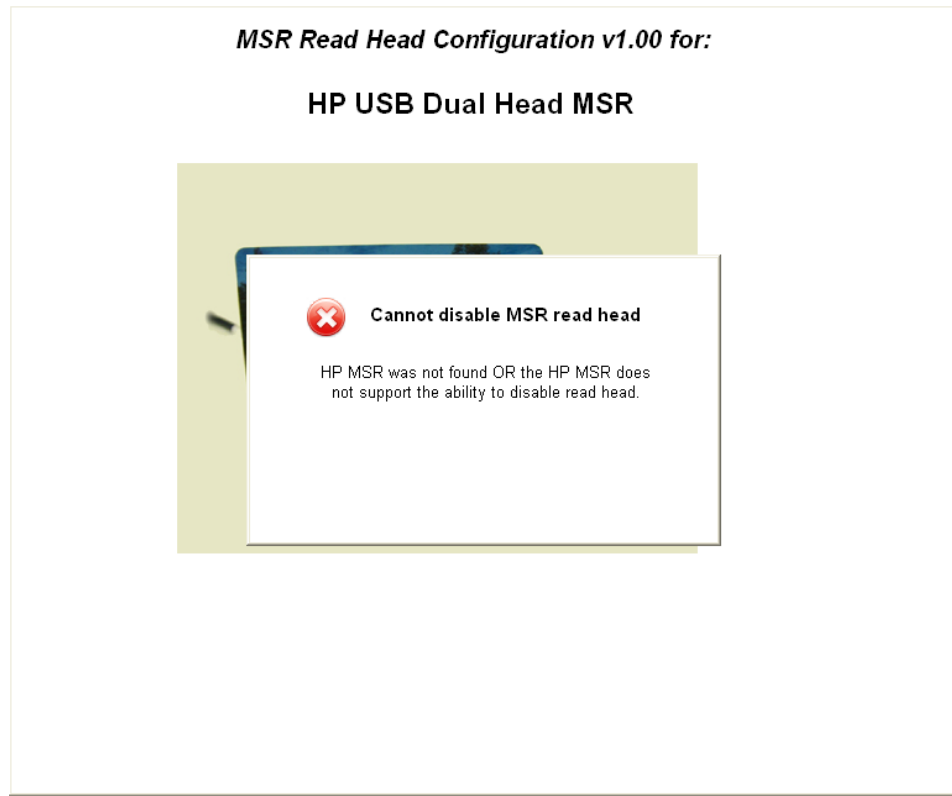 MSR Read Head Configuration v1.00 for:
HP USB Dual Head MSR
Cannot disable MSR read head
HP MSR was not found OR the HP MSR does
not support the ability to disable read head.